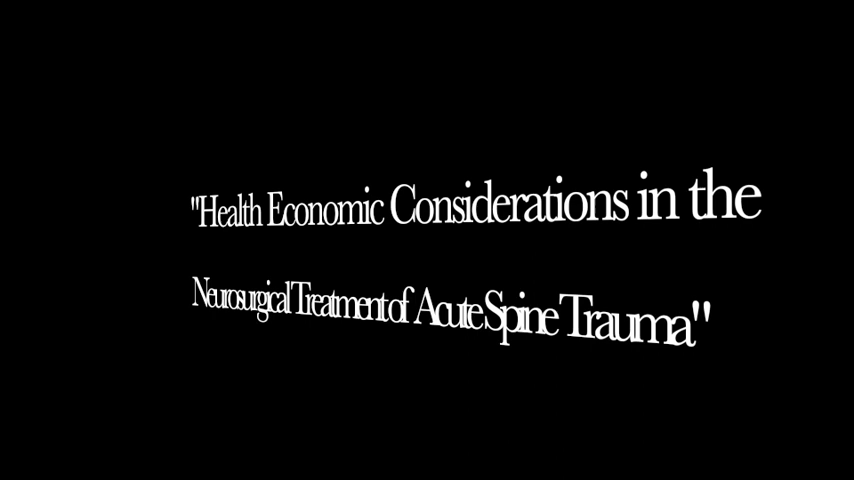 "Health Economic Considerations in the
Neurosurgical Treatment of Acute Spine Trauma"